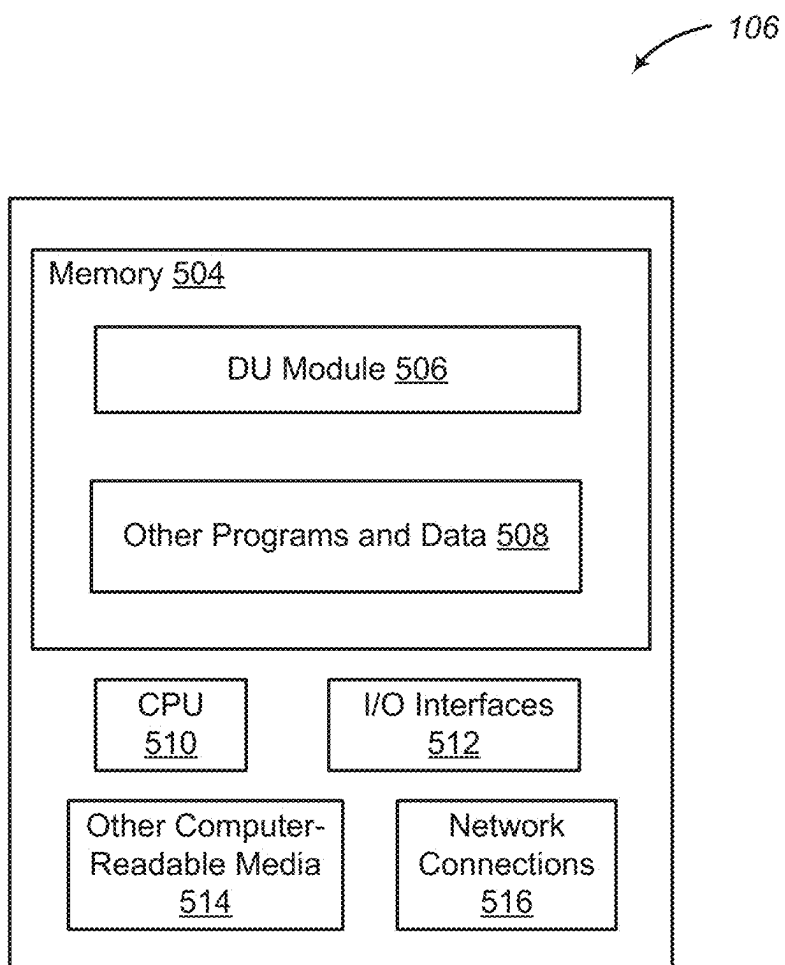 106
Memory 504
DU Module 506
Other Programs and Data 508
CPU
510
I/O Interfaces
512
Other Computer-
Readable Media
514
Network
Connections
516